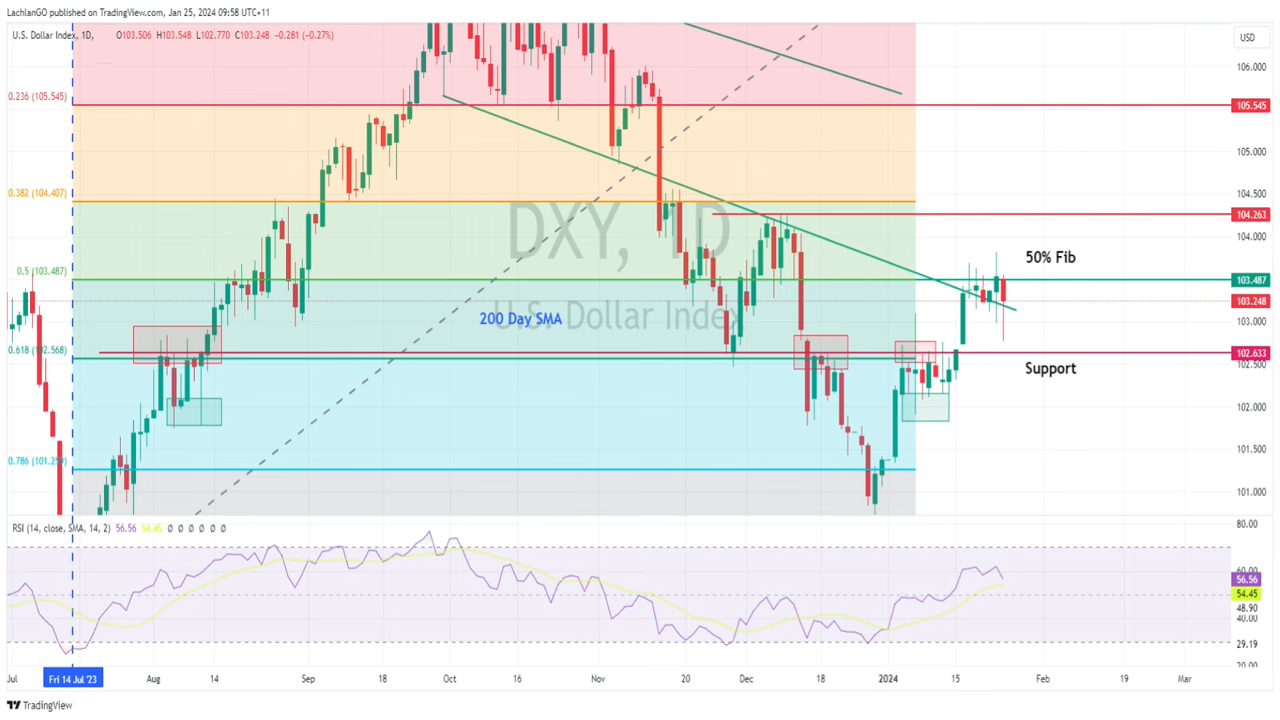 LachlanGO published on TradingView.com, Jan 25, 2024 09:58 UTC+11
U.S. Dollar Index, 1D, O103.506 H103.548 L102.770 C103.248 -0.281 (-0.27%)
USD
106.000
0.236 (105.545)
105.545
105.000
0.382 (104.407)
104.500
104.263
DXY, 1D
104.000
50% Fib
0.5 (103.487)
103.487
103.248
200 Day SMA
U.S. Dollar Index
103.000
0.618 (102.568)
102.633
102.500
Support
102.000
101.500
0.786 (101.259)
101.000
RSI (14, close, SMA, 14, 2) 56.56 54.45 Ø Ø Ø Ø Ø Ø
80.00
60.00
56.56
54.45
48.90
40.00
29.19
20.00
Jul Fri 14 Jul '23 Aug 14 Sep 18 Oct 16 Nov 20 Dec 18 2024 15 Feb 19 Mar
TradingView